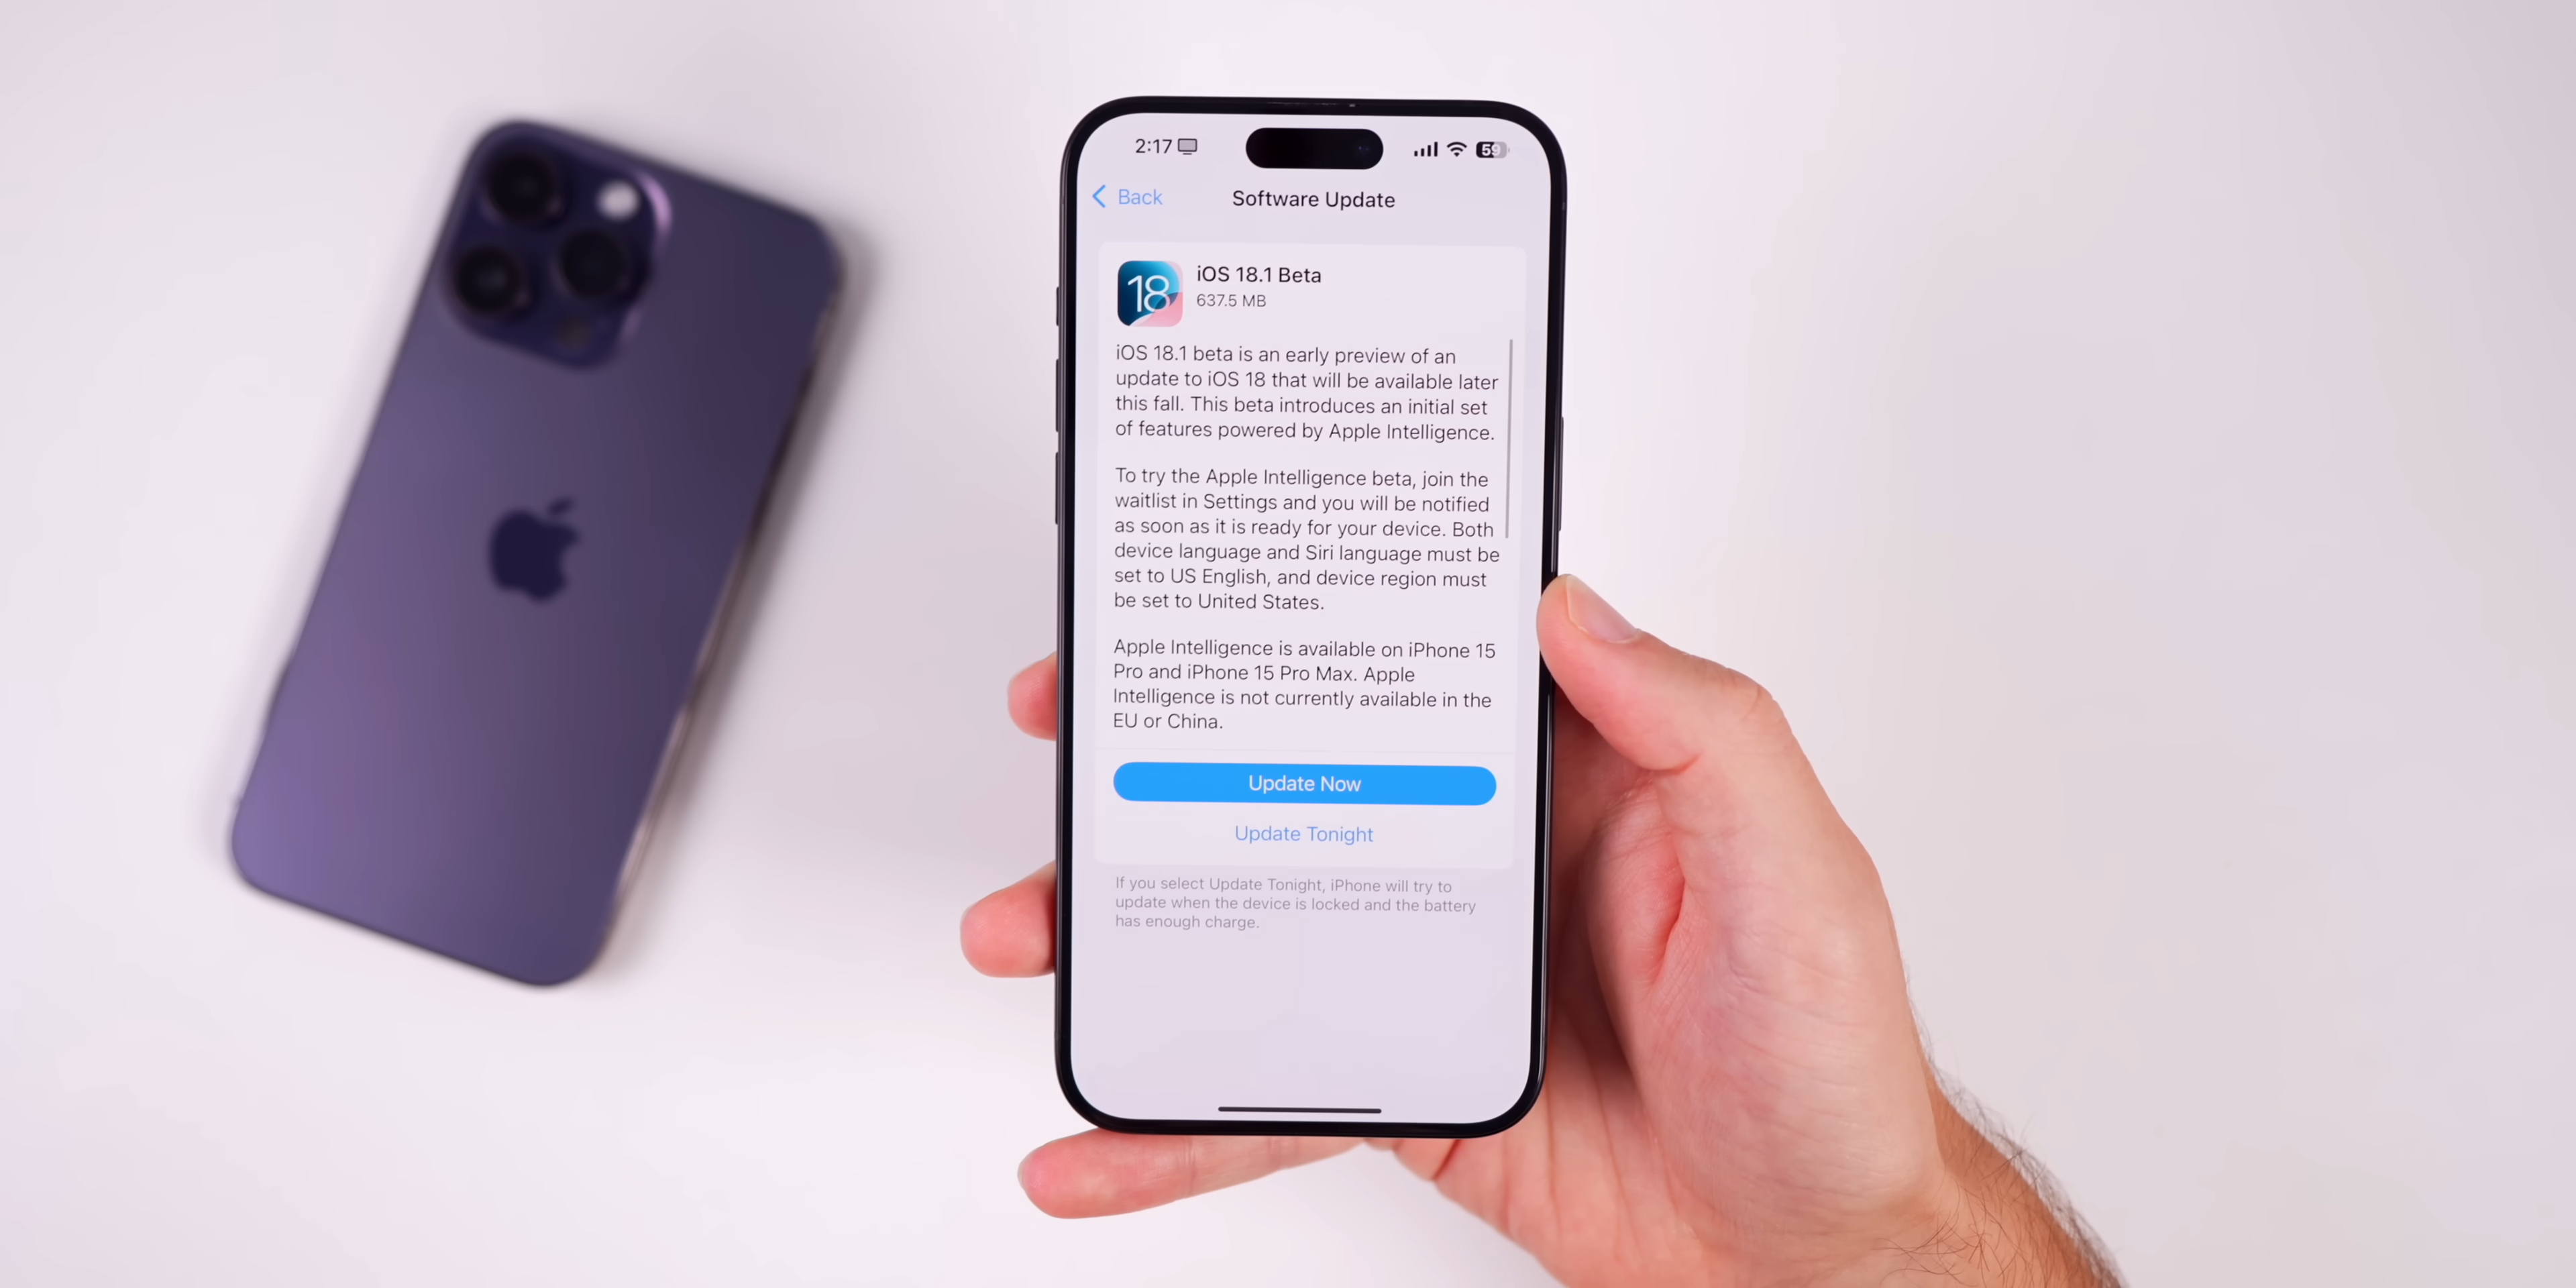 2:17
59
Back
Software Update
18
iOS 18.1 Beta
637.5 MB
iOS 18.1 beta is an early preview of an
update to iOS 18 that will be available later
this fall. This beta introduces an initial set
of features powered by Apple Intelligence.
To try the Apple Intelligence beta, join the
waitlist in Settings and you will be notified
as soon as it is ready for your device. Both
device language and Siri language must be
set to US English, and device region must
be set to United States.
Apple Intelligence is available on iPhone 15
Pro and iPhone 15 Pro Max. Apple
Intelligence is not currently available in the
EU or China.
Update Now
Update Tonight
If you select Update Tonight, iPhone will try to
update when the device is locked and the battery
has enough charge.